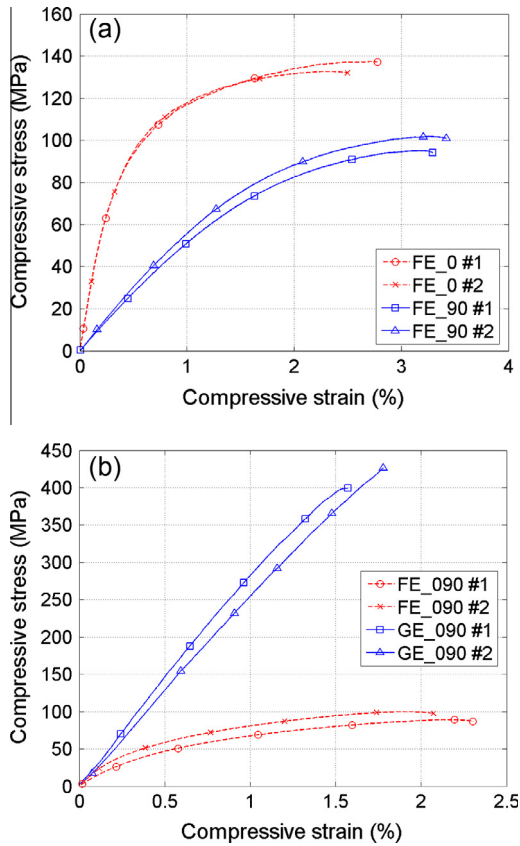 (a)
160
140
120
100
80
60
40
20
0
Compressive stress (MPa)
FE_0 #1
FE_0 #2
FE_90 #1
FE_90 #2
0 1 2 3 4
Compressive strain (%)
(b)
450
400
350
300
250
200
150
100
50
0
Compressive stress (MPa)
FE_090 #1
FE_090 #2
GE_090 #1
GE_090 #2
0 0.5 1 1.5 2 2.5
Compressive strain (%)